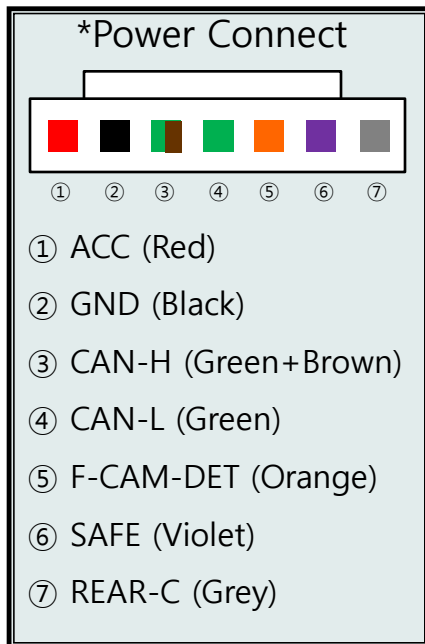 *Power Connect
① ② ③ ④ ⑤ ⑥ ⑦
① ACC (Red)
② GND (Black)
③ CAN-H (Green+Brown)
④ CAN-L (Green)
⑤ F-CAM-DET (Orange)
⑥ SAFE (Violet)
⑦ REAR-C (Grey)